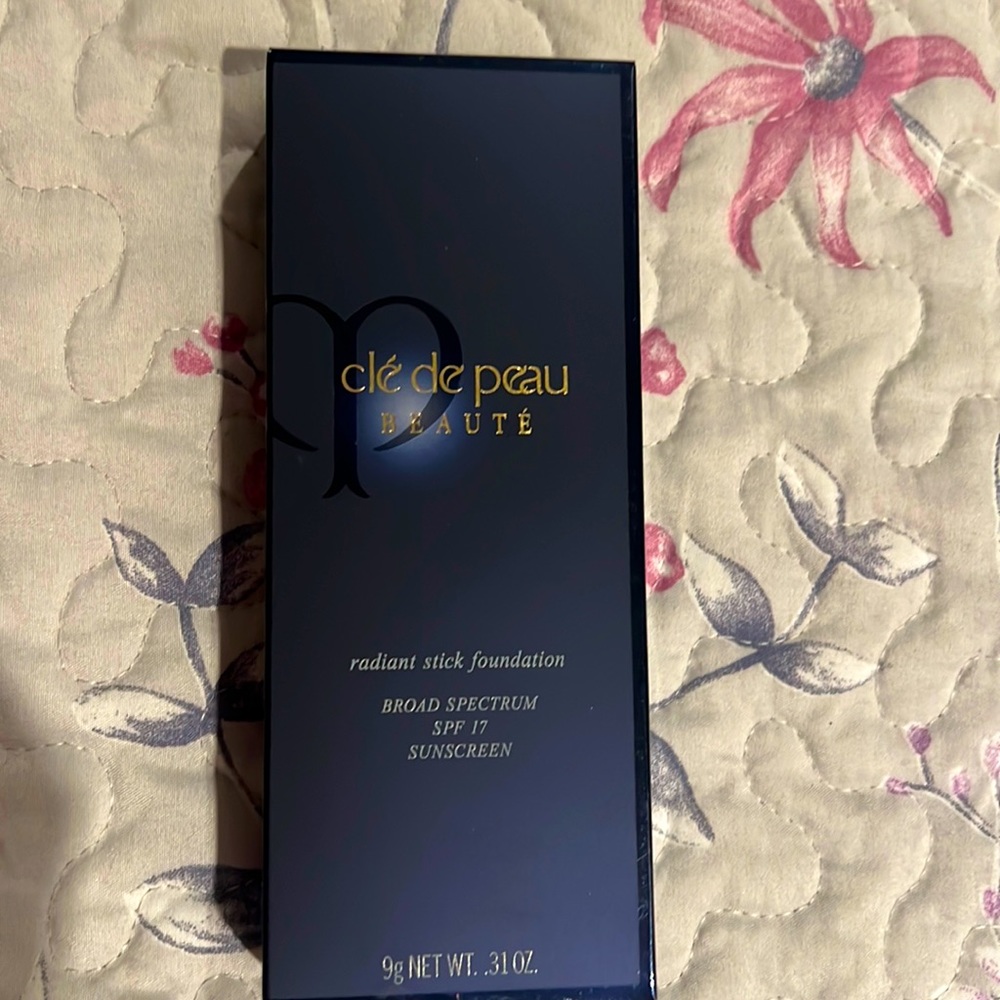 clé de peau
BEAUTÉ
radiant stick foundation
BROAD SPECTRUM
SPF 17
SUNSCREEN
9g NET WT. .31 OZ.